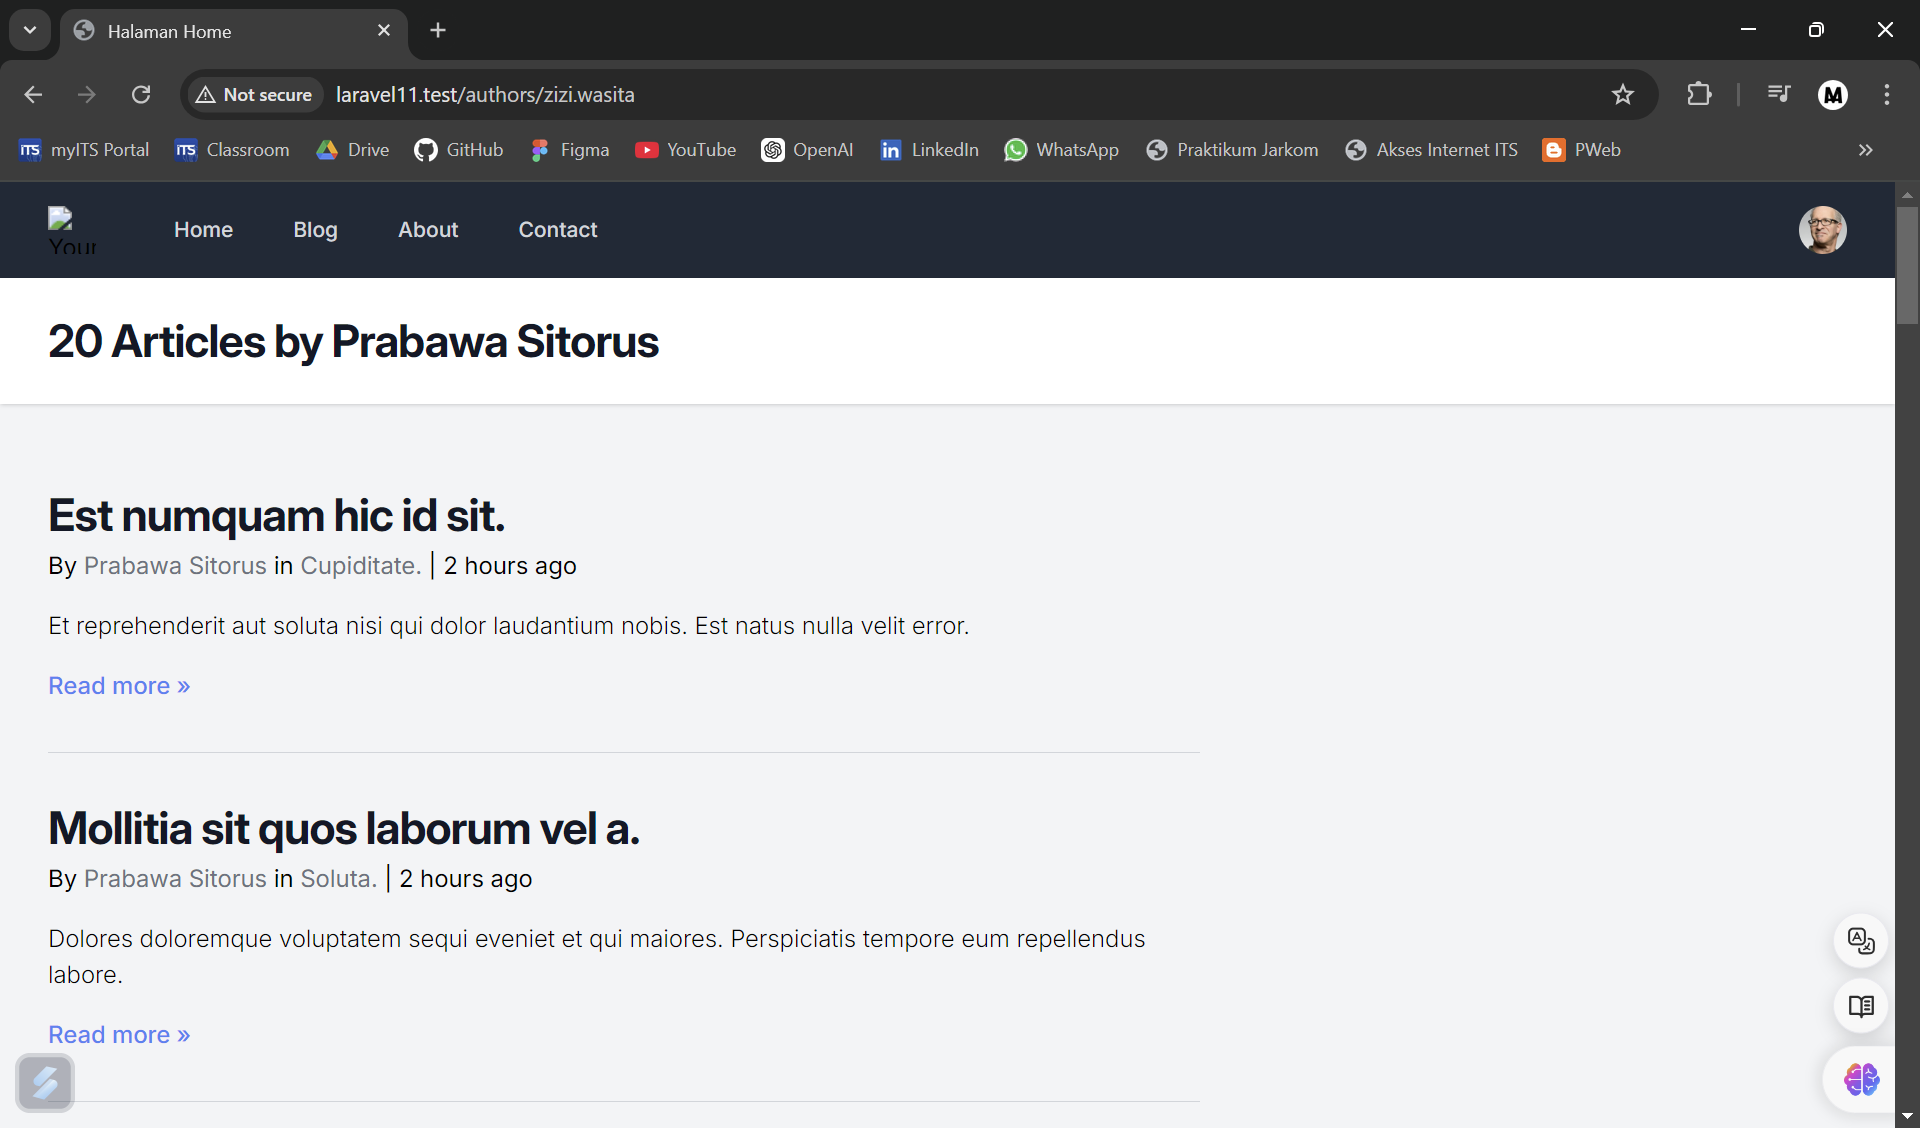 Halaman Home
Not secure laravel11.test/authors/zizi.wasita
myITS Portal Classroom Drive GitHub Figma YouTube OpenAI LinkedIn WhatsApp Praktikum Jarkom Akses Internet ITS PWeb
Your Home Blog About Contact
20 Articles by Prabawa Sitorus
Est numquam hic id sit.
By Prabawa Sitorus in Cupiditate. | 2 hours ago
Et reprehenderit aut soluta nisi qui dolor laudantium nobis. Est natus nulla velit error.
Read more »
Mollitia sit quos laborum vel a.
By Prabawa Sitorus in Soluta. | 2 hours ago
Dolores doloremque voluptatem sequi eveniet et qui maiores. Perspiciatis tempore eum repellendus
labore.
Read more »